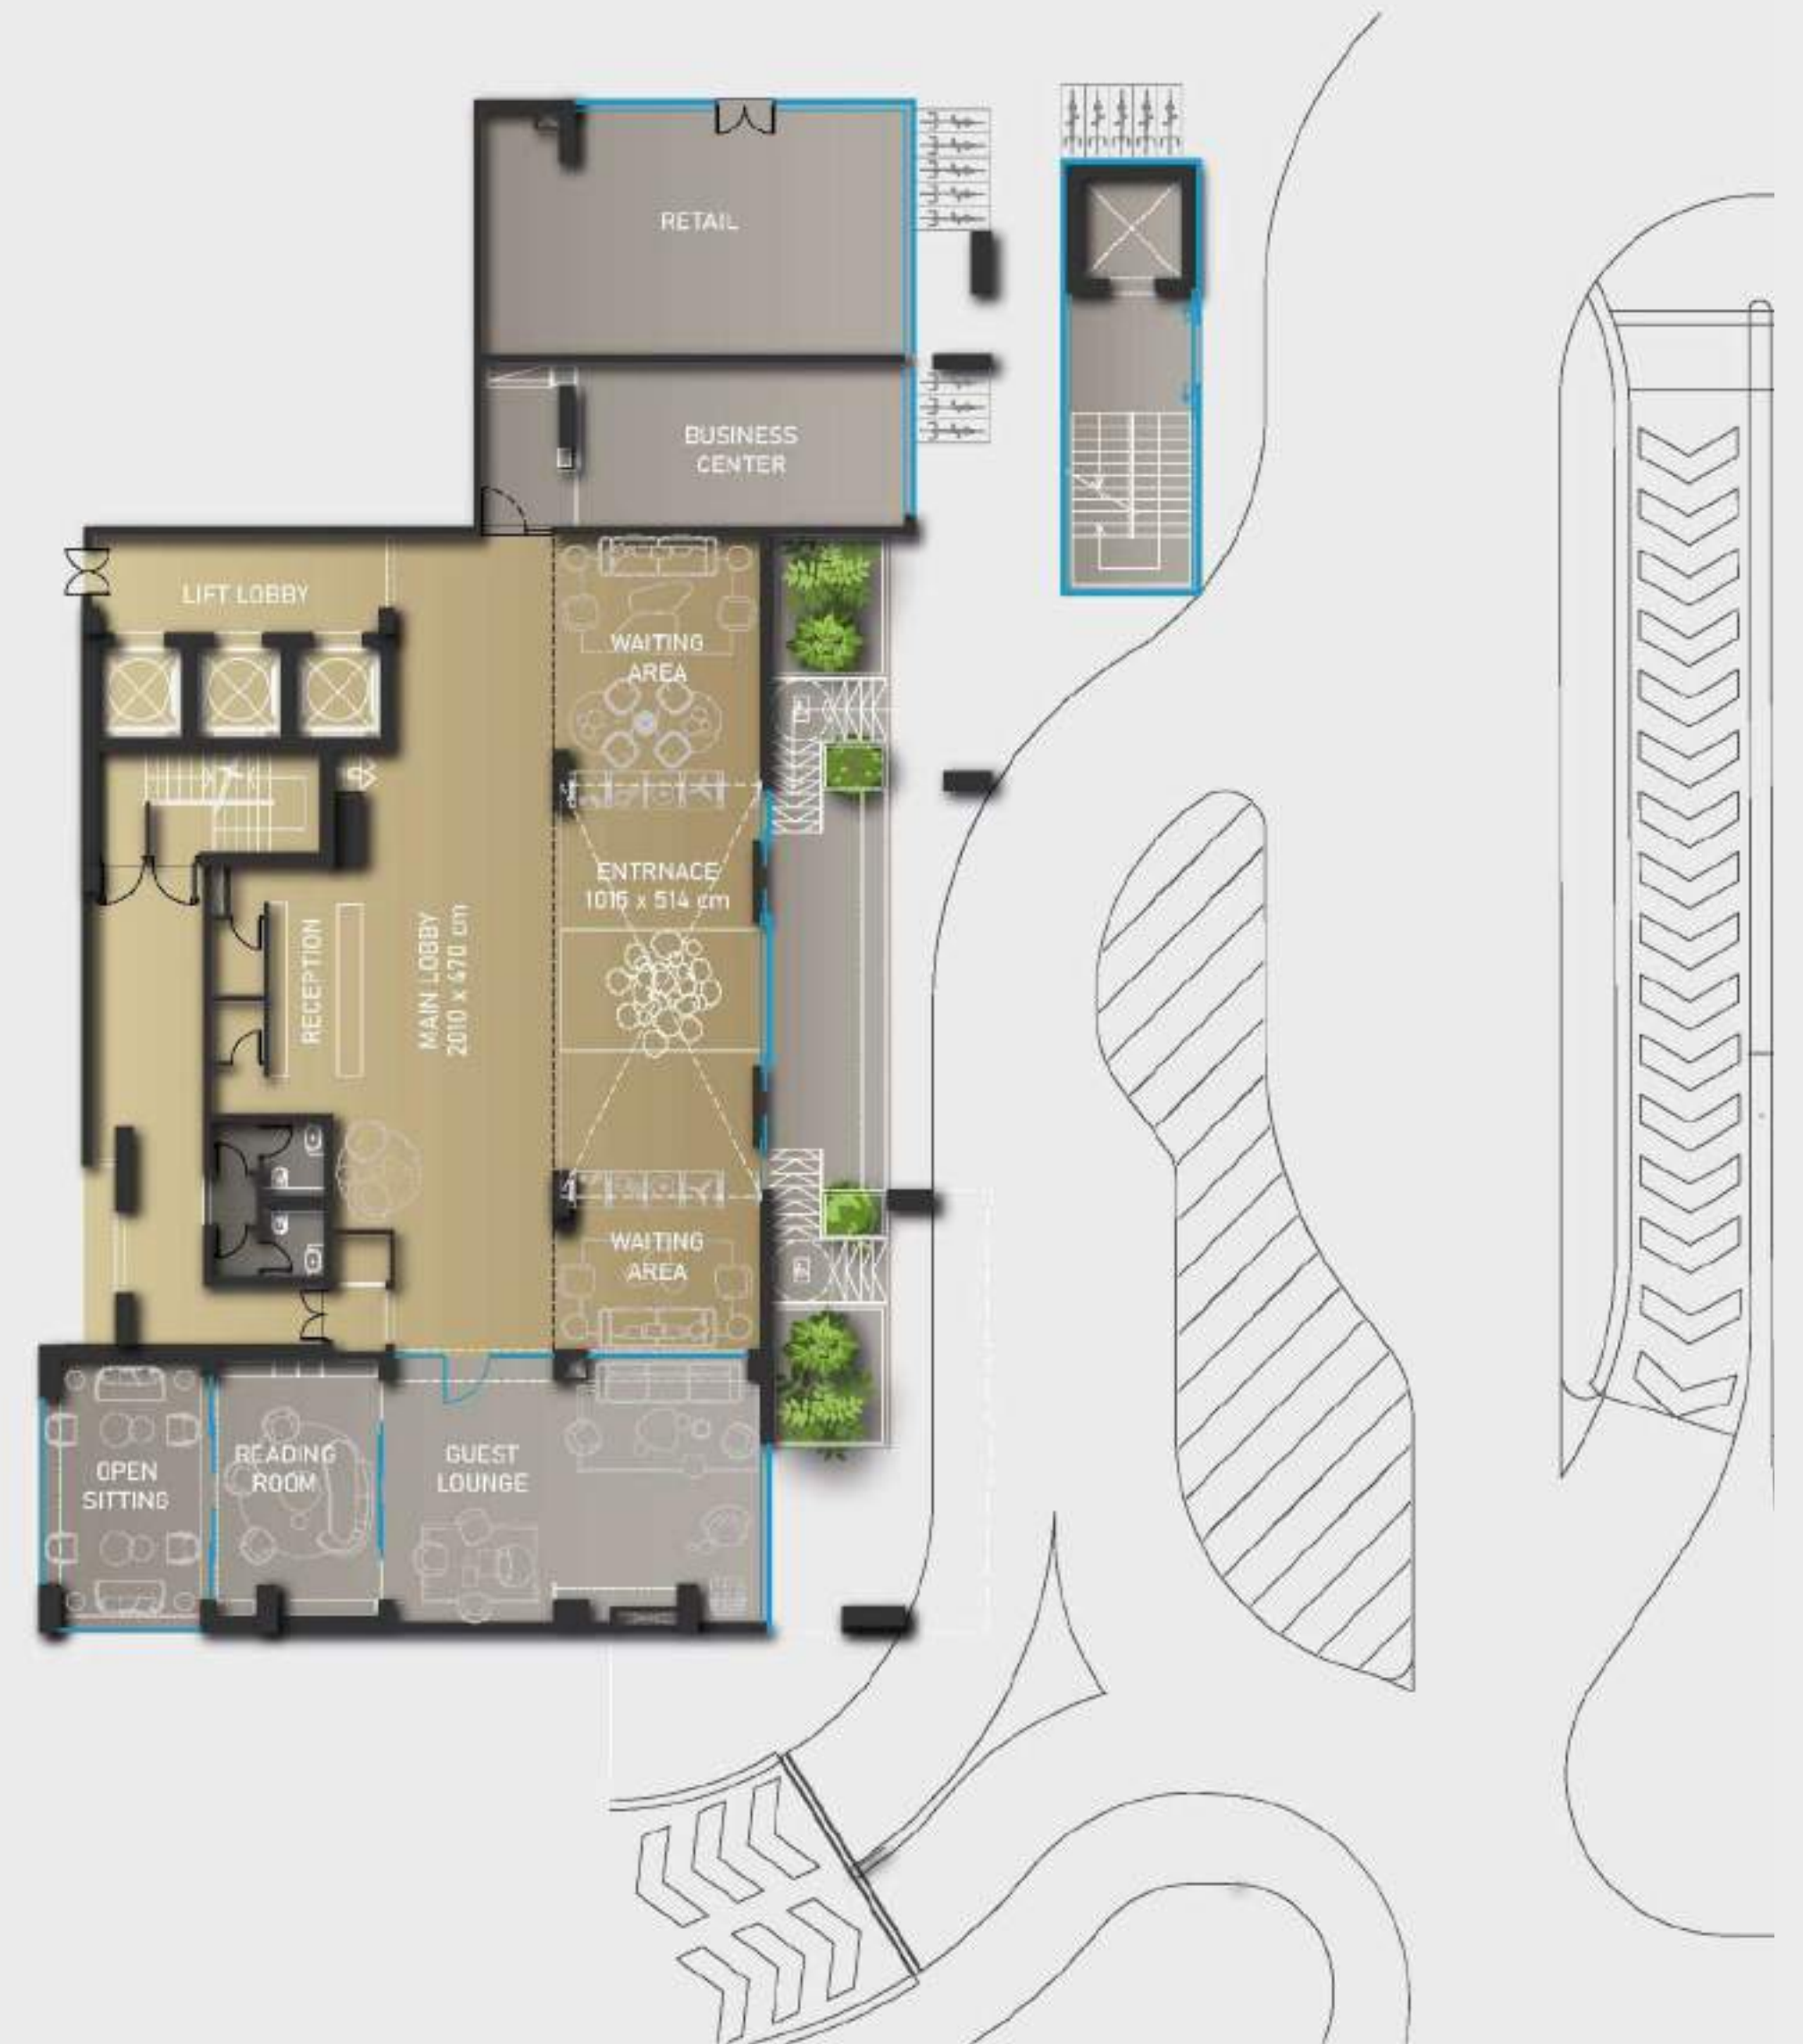 RETAIL
BUSINESS
CENTER
LIFT LOBBY
WAITING
AREA
ENTRNACE
1016 x 514 cm
RECEPTION
MAIN LOBBY
2010 x 470 cm
WAITING
AREA
OPEN
SITTING
READING
ROOM
GUEST
LOUNGE